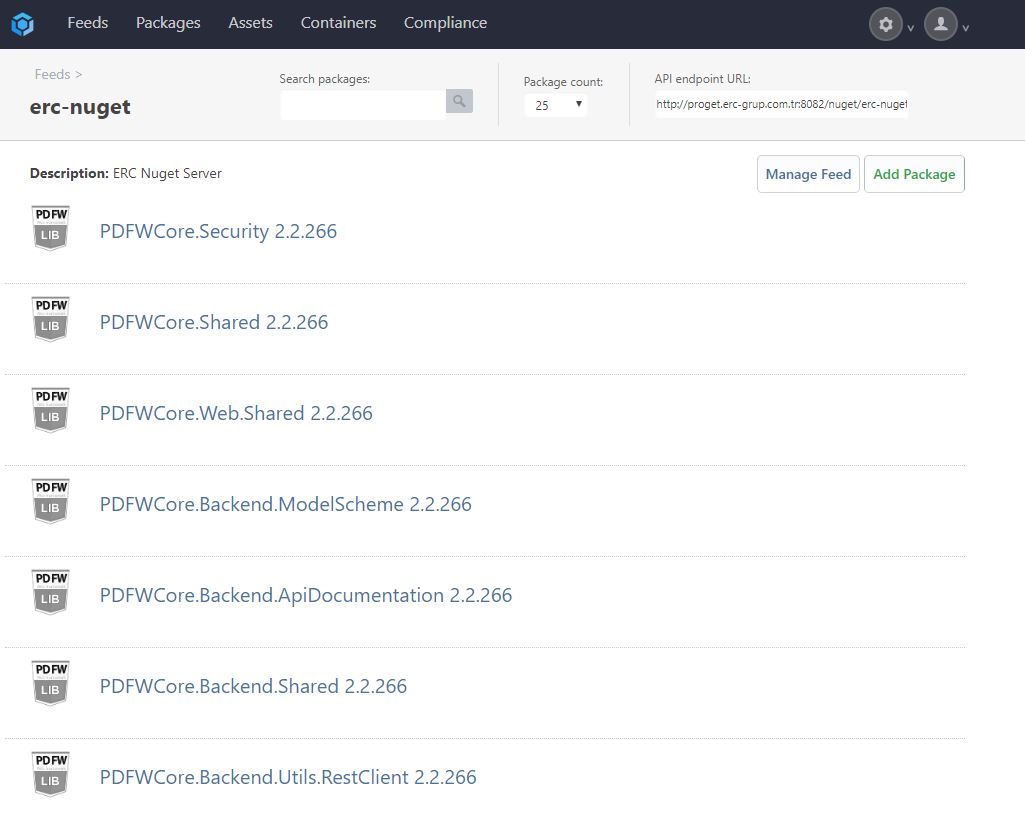 Feeds Packages Assets Containers Compliance
Feeds >
erc-nuget
Search packages:
Package count:
25
API endpoint URL:
http://proget.erc-grup.com.tr:8082/nuget/erc-nuget
Description: ERC Nuget Server
Manage Feed
Add Package
PDFW
LIB
PDFWCore.Security 2.2.266
PDFW
LIB
PDFWCore.Shared 2.2.266
PDFW
LIB
PDFWCore.Web.Shared 2.2.266
PDFW
LIB
PDFWCore.Backend.ModelScheme 2.2.266
PDFW
LIB
PDFWCore.Backend.ApiDocumentation 2.2.266
PDFW
LIB
PDFWCore.Backend.Shared 2.2.266
PDFW
LIB
PDFWCore.Backend.Utils.RestClient 2.2.266